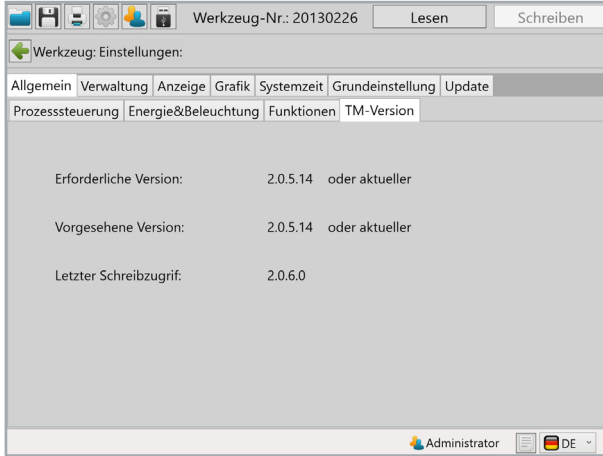 Werkzeug-Nr.: 20130226 Lesen Schreiben
Werkzeug: Einstellungen:
Allgemein Verwaltung Anzeige Grafik Systemzeit Grundeinstellung Update
Prozesssteuerung Energie&Beleuchtung Funktionen TM-Version
Erforderliche Version: 2.0.5.14 oder aktueller
Vorgesehene Version: 2.0.5.14 oder aktueller
Letzter Schreibzugrif: 2.0.6.0
Administrator DE